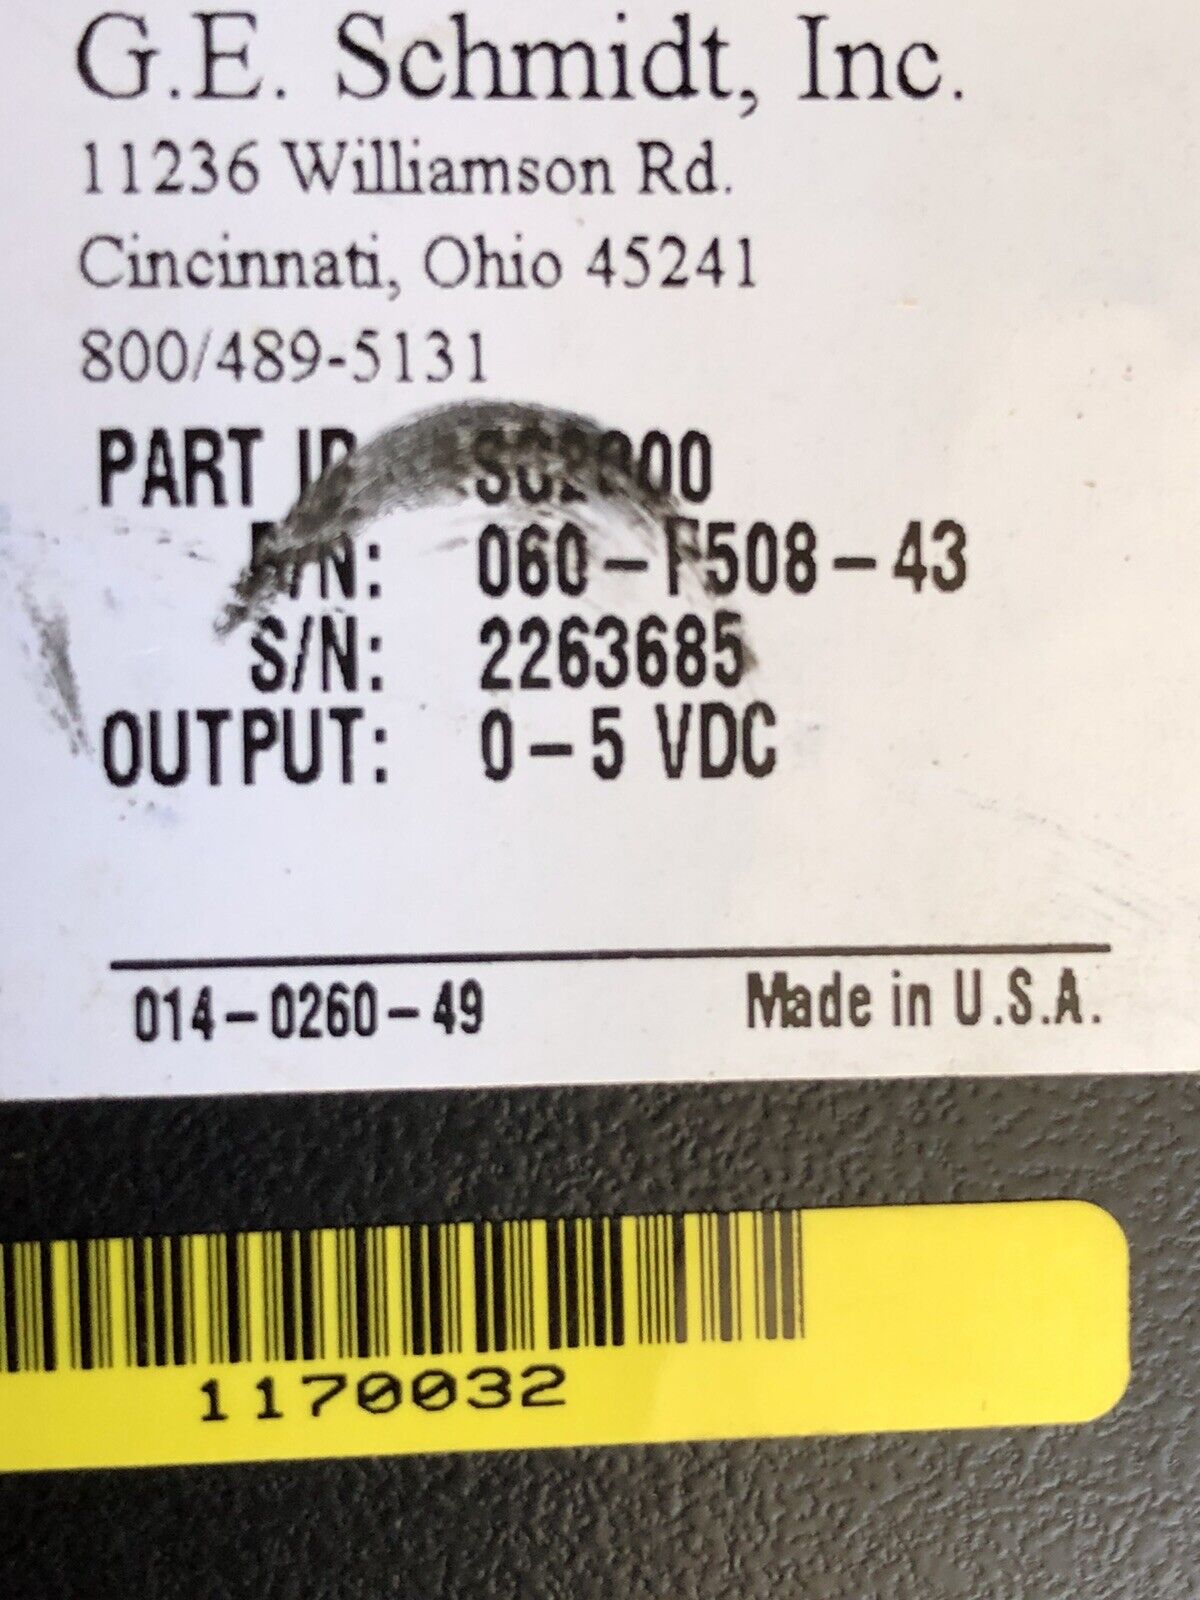 G.E. Schmidt, Inc.
11236 Williamson Rd.
Cincinnati, Ohio 45241
800/489-5131
PART ID
060-F508-43
S/N: 2263685
OUTPUT: 0-5 VDC
014-0260-49 Made in U.S.A.
1170032